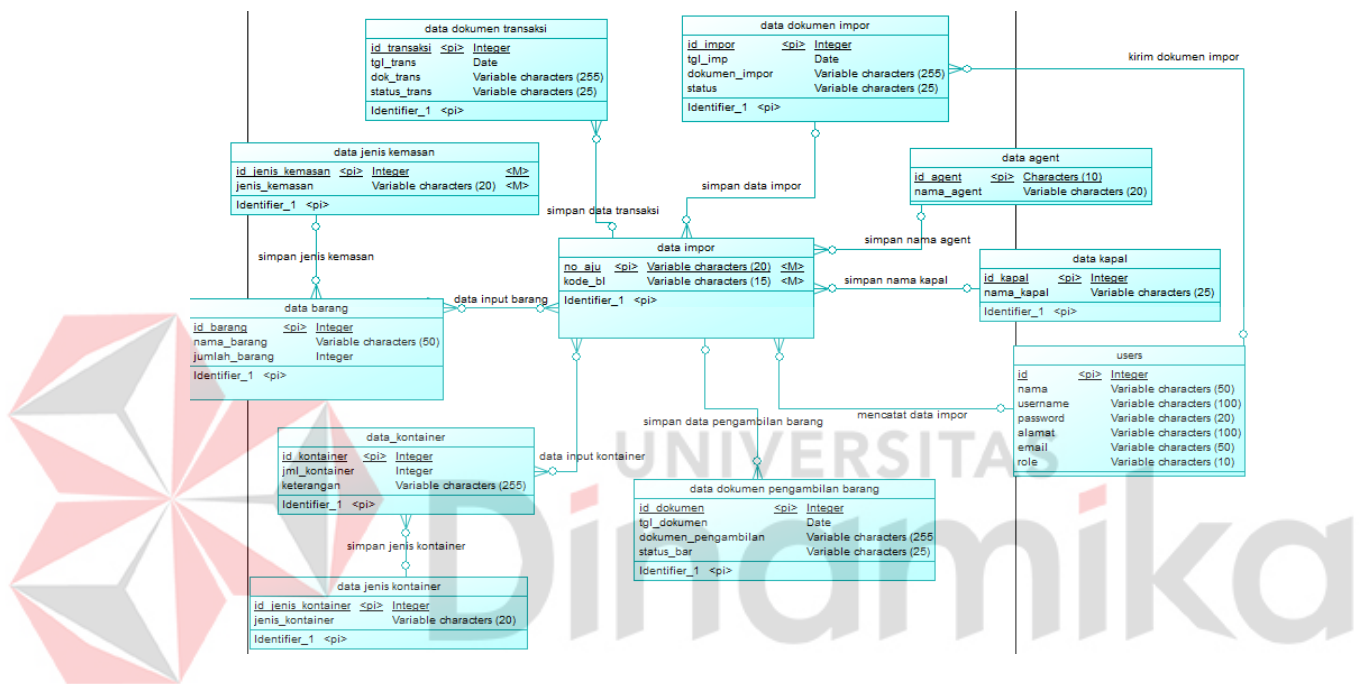 data dokumen transaksi
id_transaksi <pi> Integer
tgl_trans Date
dok_trans Variable characters (255)
status_trans Variable characters (25)
Identifier_1 <pi>
data dokumen impor
id_impor <pi> Integer
tgl_imp Date
dokumen_impor Variable characters (255)
status Variable characters (25)
Identifier_1 <pi>
kirim dokumen impor
data jenis kemasan
id_jenis_kemasan <pi> Integer <M>
jenis_kemasan Variable characters (20) <M>
Identifier_1 <pi>
data agent
id_agent <pi> Characters (10)
nama_agent Variable characters (20)
simpan data impor
simpan data transaksi
simpan nama agent
simpan jenis kemasan
data impor
no_aju <pi> Variable characters (20) <M>
kode_bl Variable characters (15) <M>
Identifier_1 <pi>
simpan nama kapal
data kapal
id_kapal <pi> Integer
nama_kapal Variable characters (25)
Identifier_1 <pi>
data input barang
data barang
id_barang <pi> Integer
nama_barang Variable characters (50)
jumlah_barang Integer
Identifier_1 <pi>
users
id <pi> Integer
nama Variable characters (50)
username Variable characters (100)
password Variable characters (20)
alamat Variable characters (100)
email Variable characters (50)
role Variable characters (10)
mencatat data impor
simpan data pengambilan barang
data_kontainer
id_kontainer <pi> Integer
jml_kontainer Integer
keterangan Variable characters (255)
Identifier_1 <pi>
data input kontainer
data dokumen pengambilan barang
id_dokumen <pi> Integer
tgl_dokumen Date
dokumen_pengambilan Variable characters (255
status_bar Variable characters (25)
Identifier_1 <pi>
simpan jenis kontainer
data jenis kontainer
id_jenis_kontainer <pi> Integer
jenis_kontainer Variable characters (20)
Identifier_1 <pi>
UNIVERSITAS
Dinamika